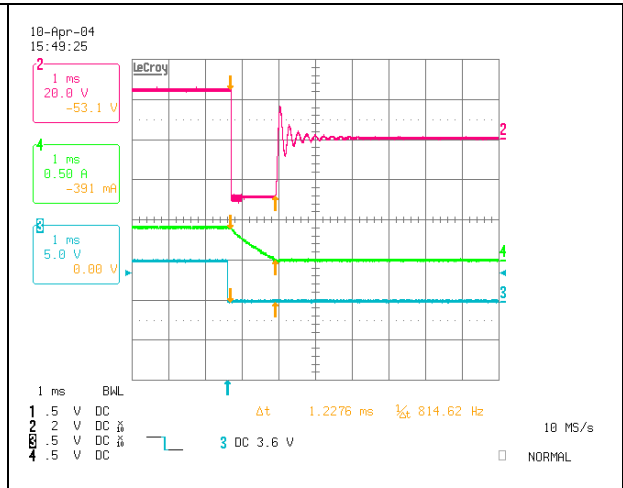 10-Apr-04
15:49:25
LeCroy
2
1 ms
20.0 V
-53.1 V
2
4
1 ms
0.50 A
-391 mA
4
3
1 ms
5.0 V
0.00 V
3
1 ms BWL
1 .5 V DC
2 2 V DC X10
3 .5 V DC X10
4 .5 V DC
Δt 1.2276 ms 1/Δt 814.62 Hz
3 DC 3.6 V
10 MS/s
NORMAL